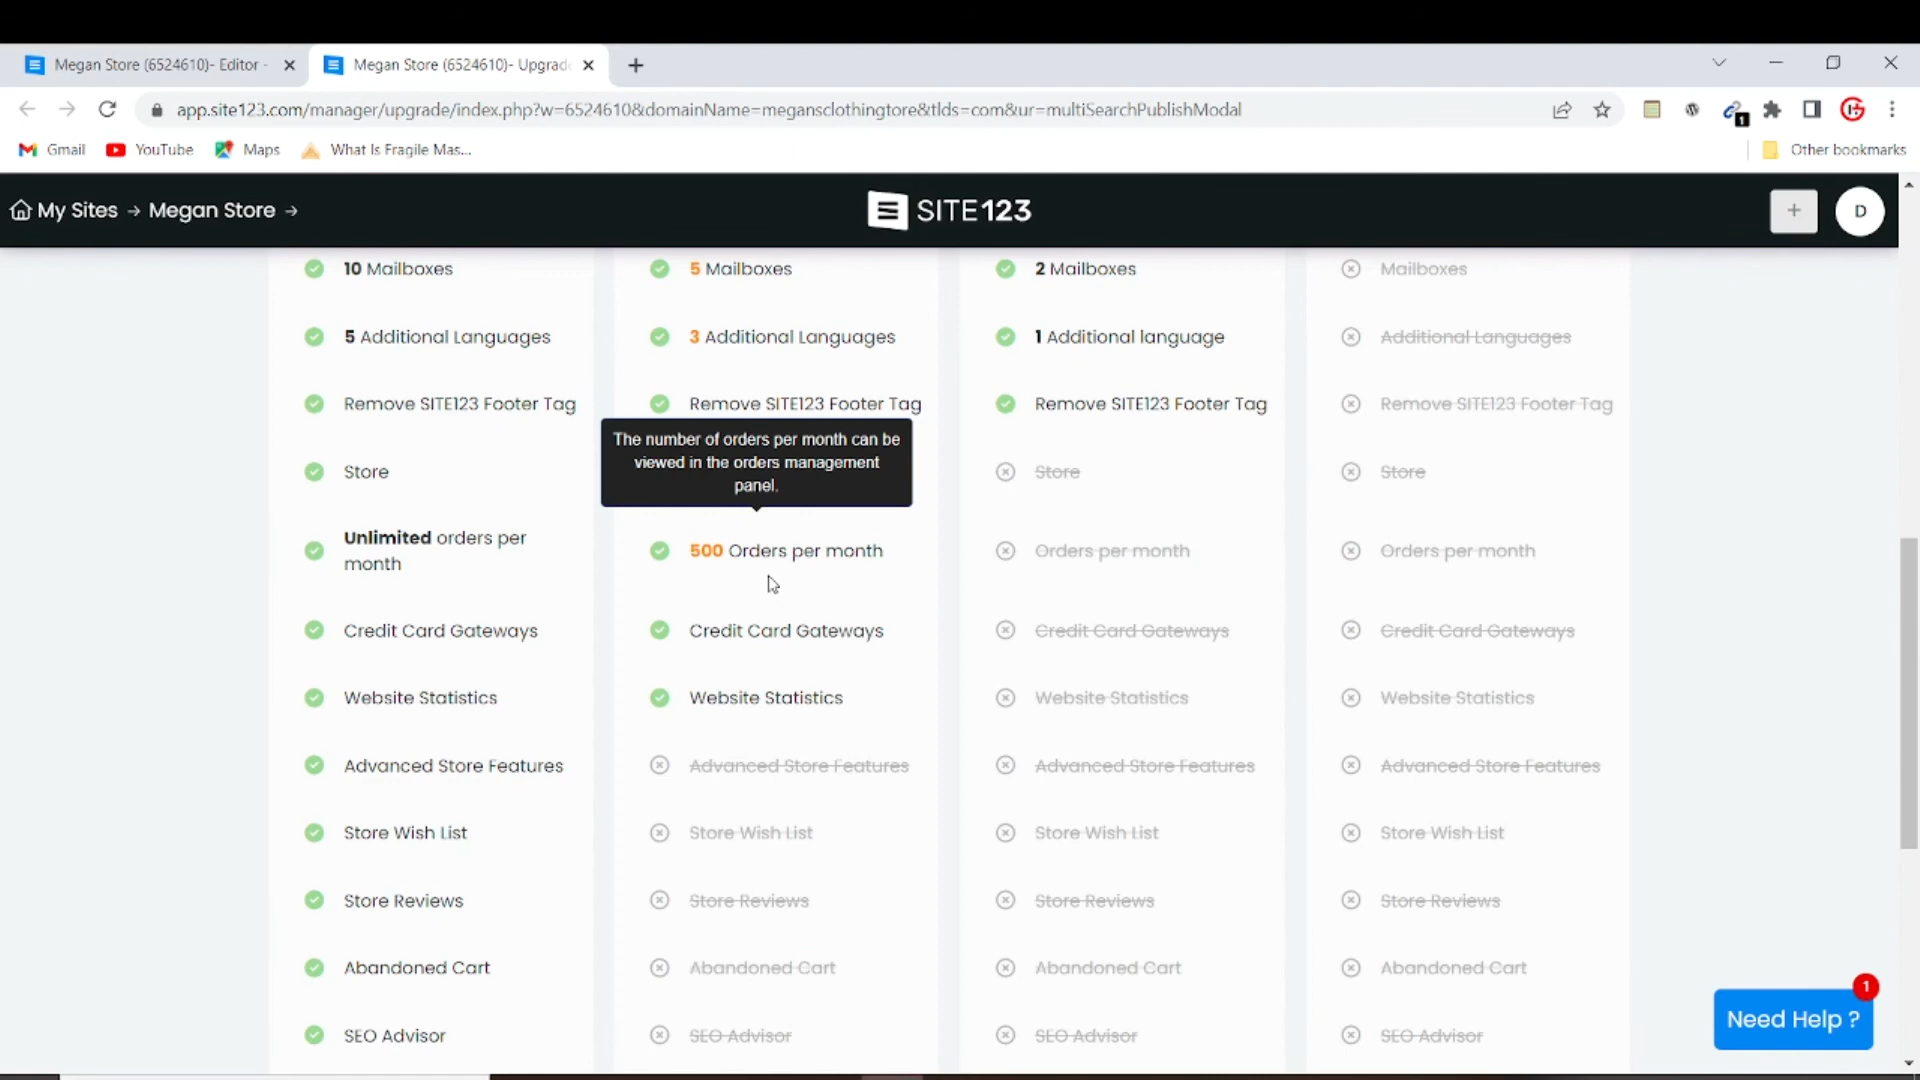 Megan Store (6524610)- Editor -
Megan Store (6524610)- Upgrad
app.site123.com/manager/upgrade/index.php?w=6524610&domainName=megansclothingtore&tlds=com&ur=multiSearchPublishModal
1
Gmail
YouTube
Maps
What Is Fragile Mas...
Other bookmarks
My Sites → Megan Store →
SITE123
+
D
10 Mailboxes
5 Mailboxes
2 Mailboxes
Mailboxes
5 Additional Languages
3 Additional Languages
1 Additional language
Additional Languages
Remove SITE123 Footer Tag
Remove SITE123 Footer Tag
Remove SITE123 Footer Tag
Remove SITE123 Footer Tag
The number of orders per month can be
viewed in the orders management
panel.
Store
Store
Store
Unlimited orders per
month
500 Orders per month
Orders per month
Orders per month
Credit Card Gateways
Credit Card Gateways
Credit Card Gateways
Credit Card Gateways
Website Statistics
Website Statistics
Website Statistics
Website Statistics
Advanced Store Features
Advanced Store Features
Advanced Store Features
Advanced Store Features
Store Wish List
Store Wish List
Store Wish List
Store Wish List
Store Reviews
Store Reviews
Store Reviews
Store Reviews
Abandoned Cart
Abandoned Cart
Abandoned Cart
Abandoned Cart
SEO Advisor
SEO Advisor
SEO Advisor
SEO Advisor
1
Need Help ?